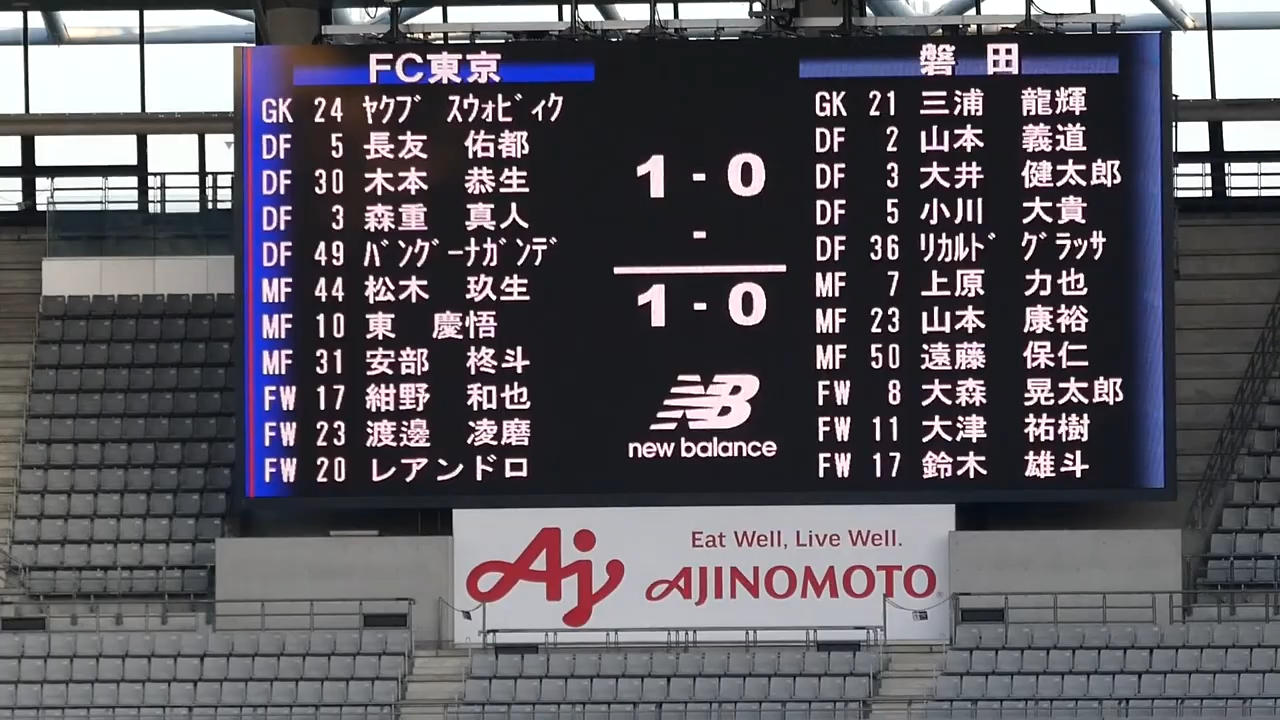 FC東京
GK 24 ヤクブ スウォビィク
DF 5 長友 佑都
DF 30 木本 恭生
DF 3 森重 真人
DF 49 バングーナガンデ
MF 44 松木 玖生
MF 10 東 慶悟
MF 31 安部 柊斗
FW 17 紺野 和也
FW 23 渡邊 凌磨
FW 20 レアンドロ
1 - 0
-
1 - 0
new balance
磐田
GK 21 三浦 龍輝
DF 2 山本 義道
DF 3 大井 健太郎
DF 5 小川 大貴
DF 36 リカルド グラッサ
MF 7 上原 力也
MF 23 山本 康裕
MF 50 遠藤 保仁
FW 8 大森 晃太郎
FW 11 大津 祐樹
FW 17 鈴木 雄斗
Aj
Eat Well, Live Well.
AJINOMOTO